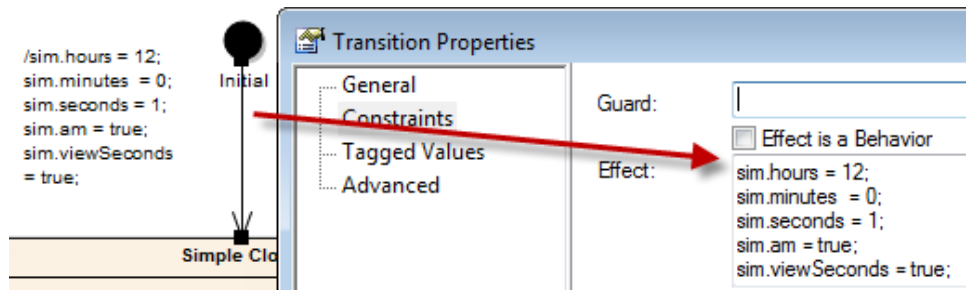 /sim.hours = 12;
sim.minutes = 0;
sim.seconds = 1;
sim.am = true;
sim.viewSeconds
= true;
Initial
Simple Clo
Transition Properties
General
Constraints
Tagged Values
Advanced
Guard:
Effect is a Behavior
Effect:
sim.hours = 12;
sim.minutes = 0;
sim.seconds = 1;
sim.am = true;
sim.viewSeconds = true;